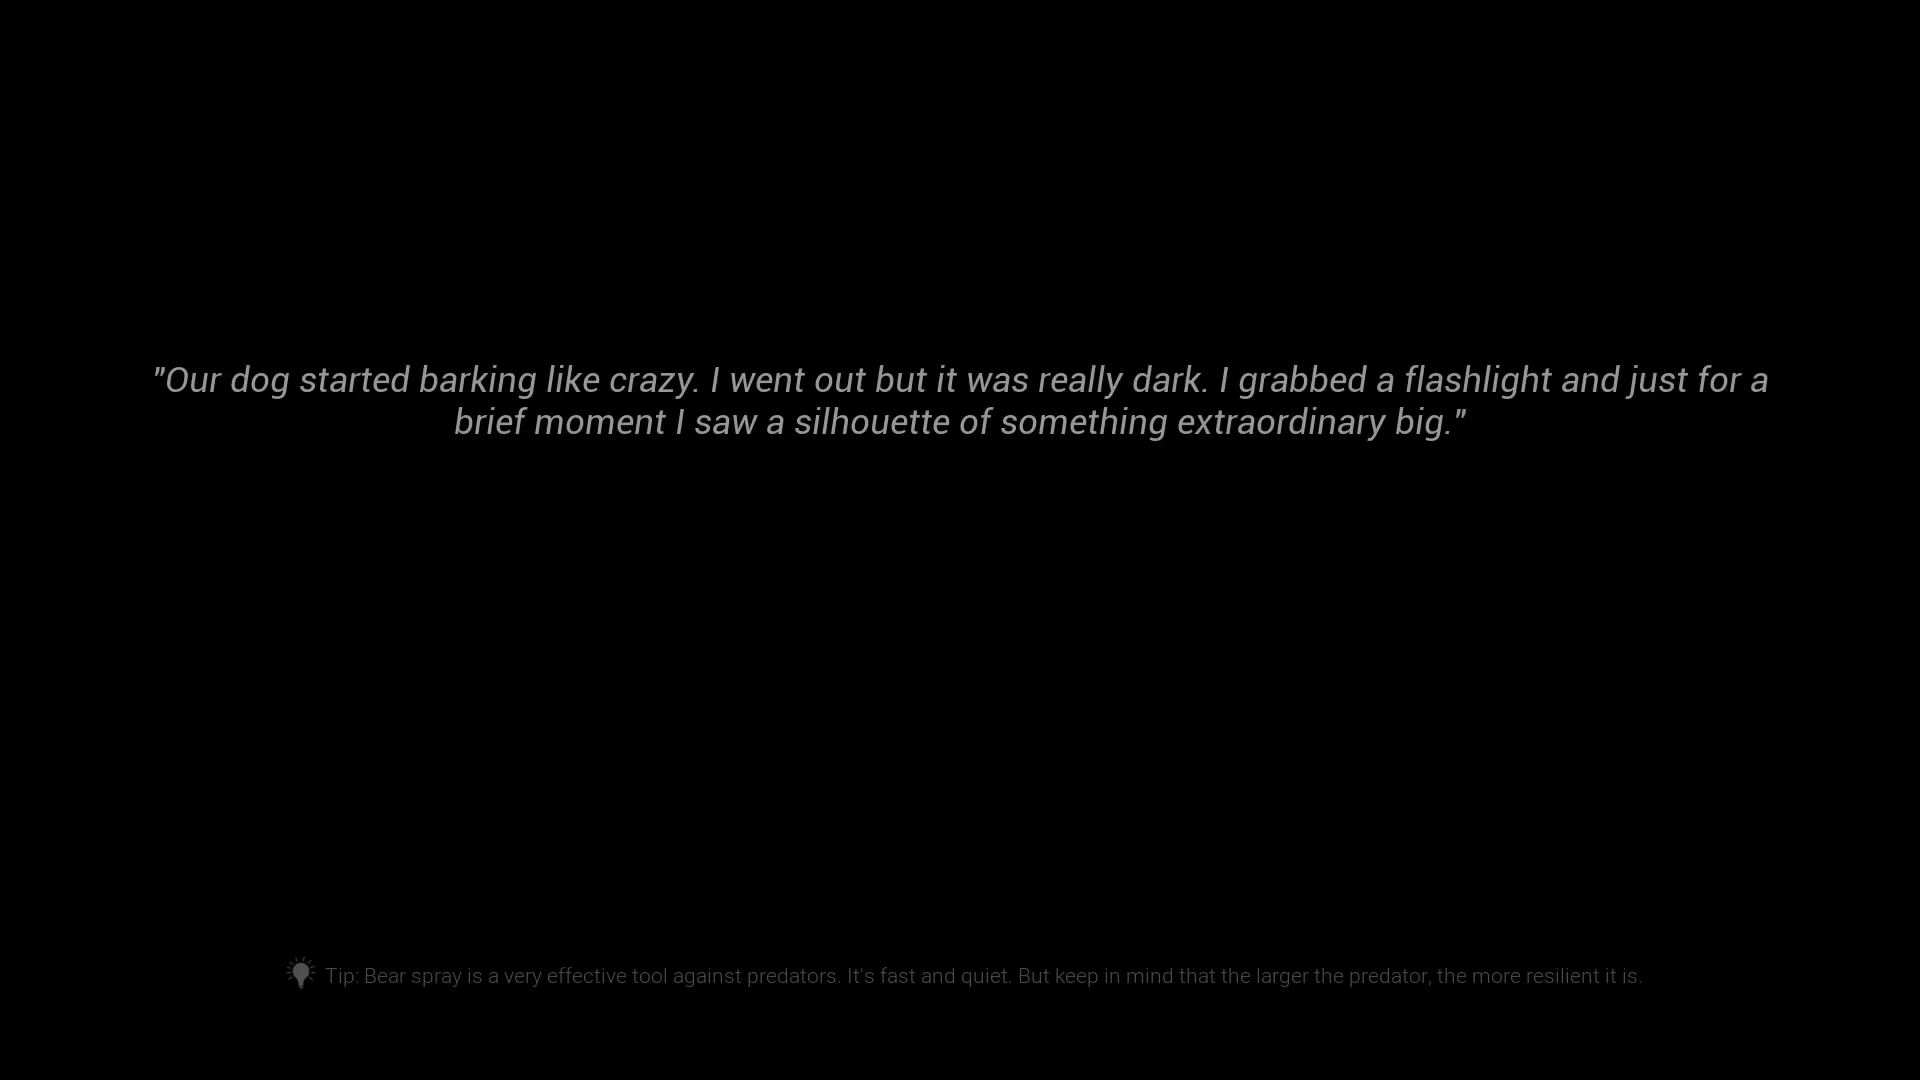 "Our dog started barking like crazy. I went out but it was really dark. I grabbed a flashlight and just for a
brief moment I saw a silhouette of something extraordinary big."
Tip: Bear spray is a very effective tool against predators. It's fast and quiet. But keep in mind that the larger the predator, the more resilient it is.